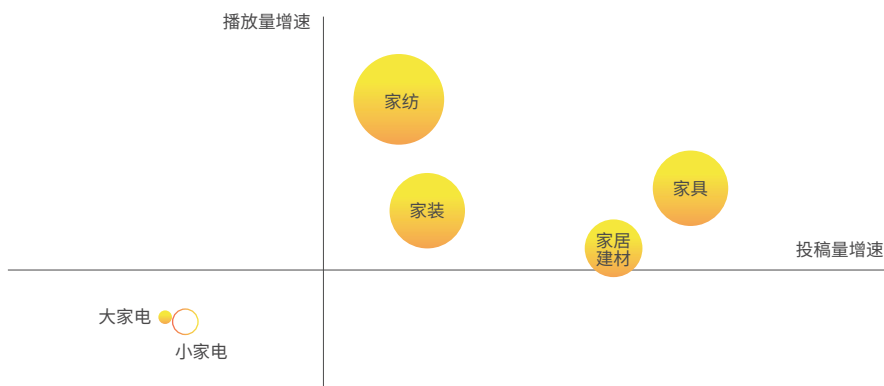 播放量增速
家纺
家具
家装
家居
建材
投稿量增速
大家电
小家电